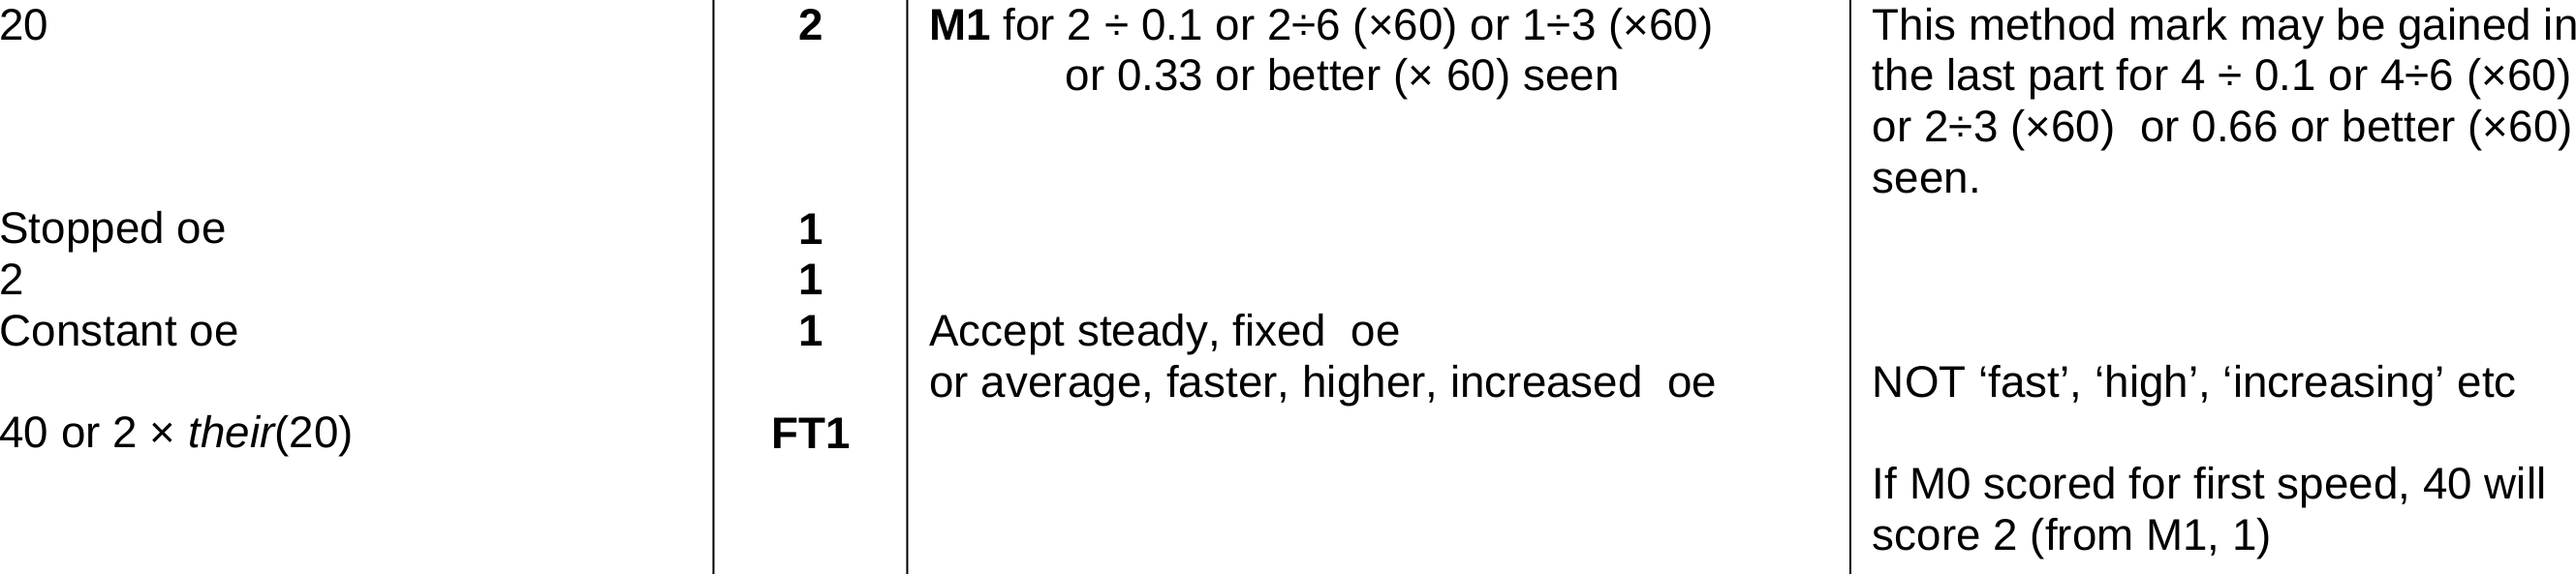 20 2 M1 for 2 ÷ 0.1 or 2÷6 (×60) or 1÷3 (×60) This method mark may be gained in
or 0.33 or better (× 60) seen the last part for 4 ÷ 0.1 or 4÷6 (×60)
or 2÷3 (×60) or 0.66 or better (×60)
seen.
Stopped oe 1
2 1
Constant oe 1 Accept steady, fixed oe
or average, faster, higher, increased oe NOT ‘fast’, ‘high’, ‘increasing’ etc
40 or 2 × their(20) FT1
If M0 scored for first speed, 40 will
score 2 (from M1, 1)